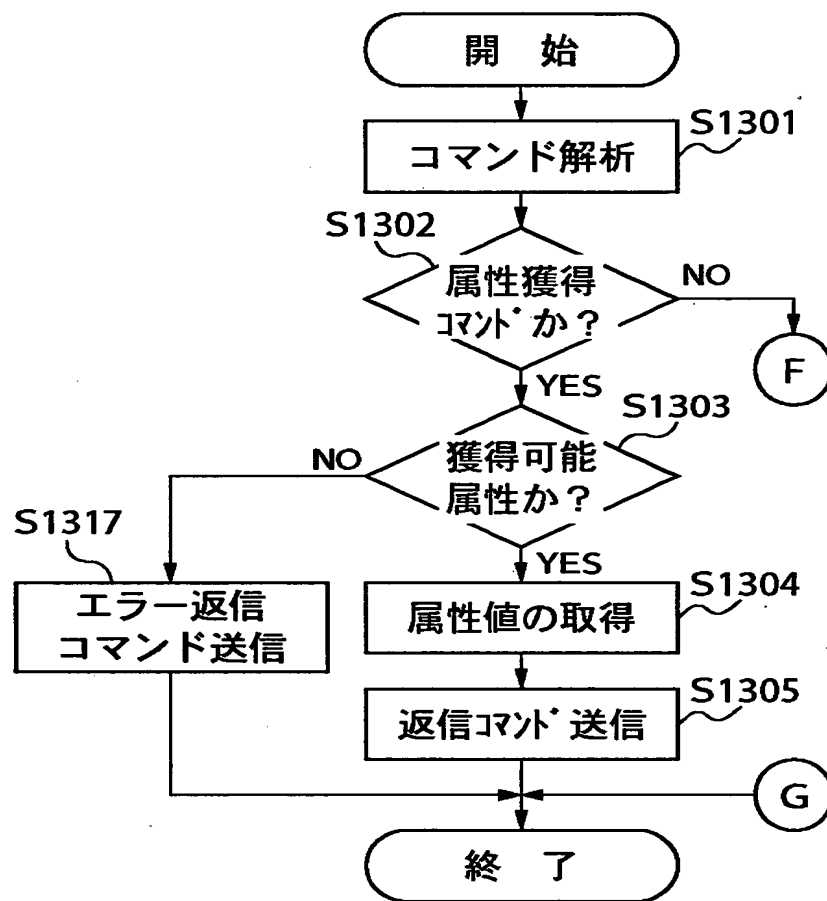 開 始
S1301
コマンド解析
S1302
属性獲得
コマンドか？
NO
F
YES
S1303
獲得可能
属性か？
NO
S1317
エラー返信
コマンド送信
YES
S1304
属性値の取得
S1305
返信コマンド送信
G
終 了